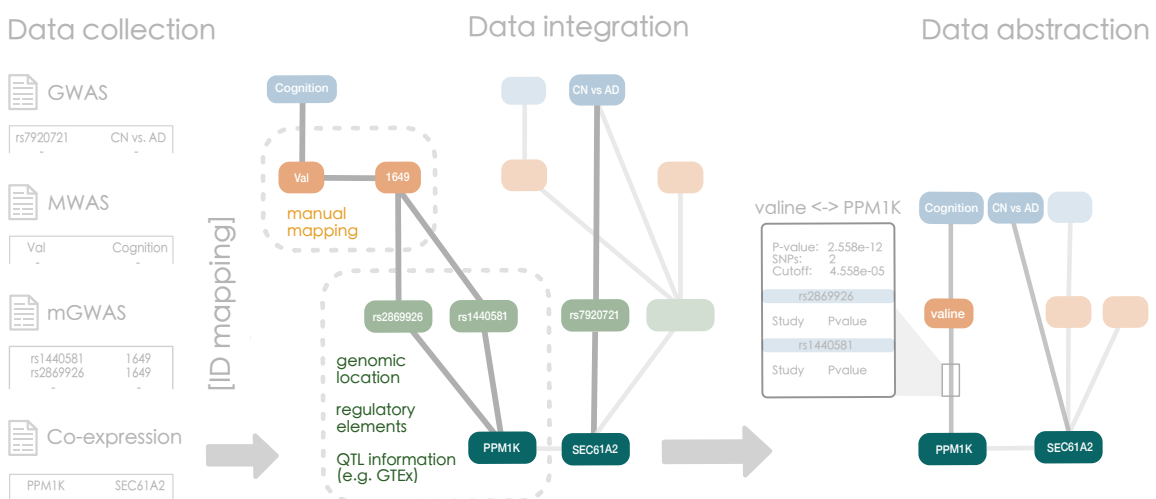 Data collection
Data integration
Data abstraction
GWAS
rs7920721 CN vs. AD
- -
MWAS
Val Cognition
- -
mGWAS
rs1440581 1649
rs2869926 1649
- -
Co-expression
PPM1K SEC61A2
[ID mapping]
Cognition
CN vs AD
Val
1649
manual
mapping
rs2869926
rs1440581
rs7920721
genomic
location
regulatory
elements
QTL information
(e.g. GTEx)
PPM1K
SEC61A2
valine <-> PPM1K
P-value: 2.558e-12
SNPs: 2
Cutoff: 4.558e-05
rs2869926
Study Pvalue
rs1440581
Study Pvalue
Cognition
CN vs AD
valine
PPM1K
SEC61A2